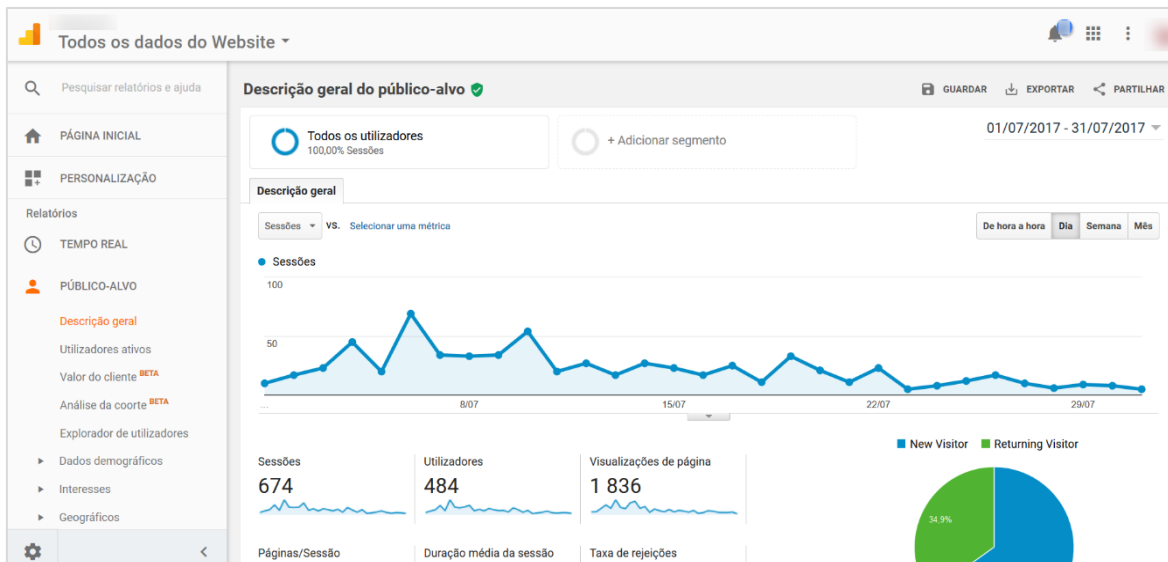 Todos os dados do Website
Pesquisar relatórios e ajuda
PÁGINA INICIAL
PERSONALIZAÇÃO
Relatórios
TEMPO REAL
PÚBLICO-ALVO
Descrição geral
Utilizadores ativos
Valor do cliente BETA
Análise da coorte BETA
Explorador de utilizadores
Dados demográficos
Interesses
Geográficos
Descrição geral do público-alvo
GUARDAR
EXPORTAR
PARTILHAR
Todos os utilizadores
100,00% Sessões
+ Adicionar segmento
01/07/2017 - 31/07/2017
Descrição geral
Sessões VS. Selecionar uma métrica
De hora a hora Dia Semana Mês
Sessões
100
50
... 8/07 15/07 22/07 29/07
Sessões
674
Utilizadores
484
Visualizações de página
1 836
Páginas/Sessão
Duração média da sessão
Taxa de rejeições
New Visitor Returning Visitor
34,9%